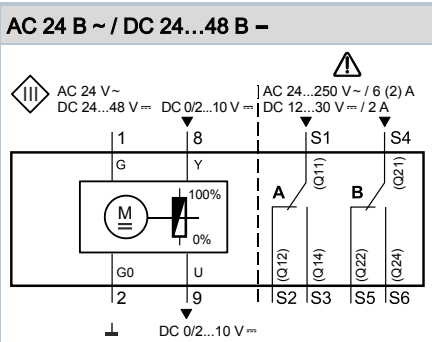 AC 24 В ~ / DC 24...48 В ⎓
III
AC 24 V~
DC 24...48 V⎓
DC 0/2...10 V⎓
AC 24...250 V~ / 6 (2) A
DC 12...30 V⎓ / 2 A
1 8 S1 S4
G Y (Q11) (Q21)
100%
M
A B
0%
G0 U (Q12) (Q14) (Q22) (Q24)
2 9 S2 S3 S5 S6
DC 0/2...10 V⎓